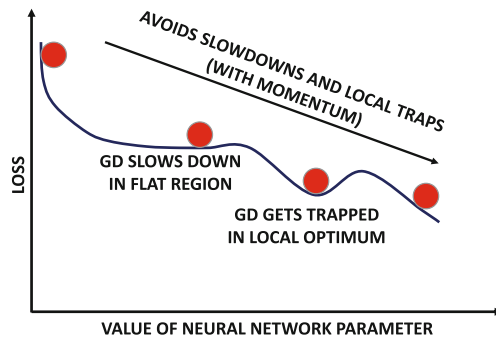 AVOIDS SLOWDOWNS AND LOCAL TRAPS
(WITH MOMENTUM)
GD SLOWS DOWN
IN FLAT REGION
GD GETS TRAPPED
IN LOCAL OPTIMUM
LOSS
VALUE OF NEURAL NETWORK PARAMETER